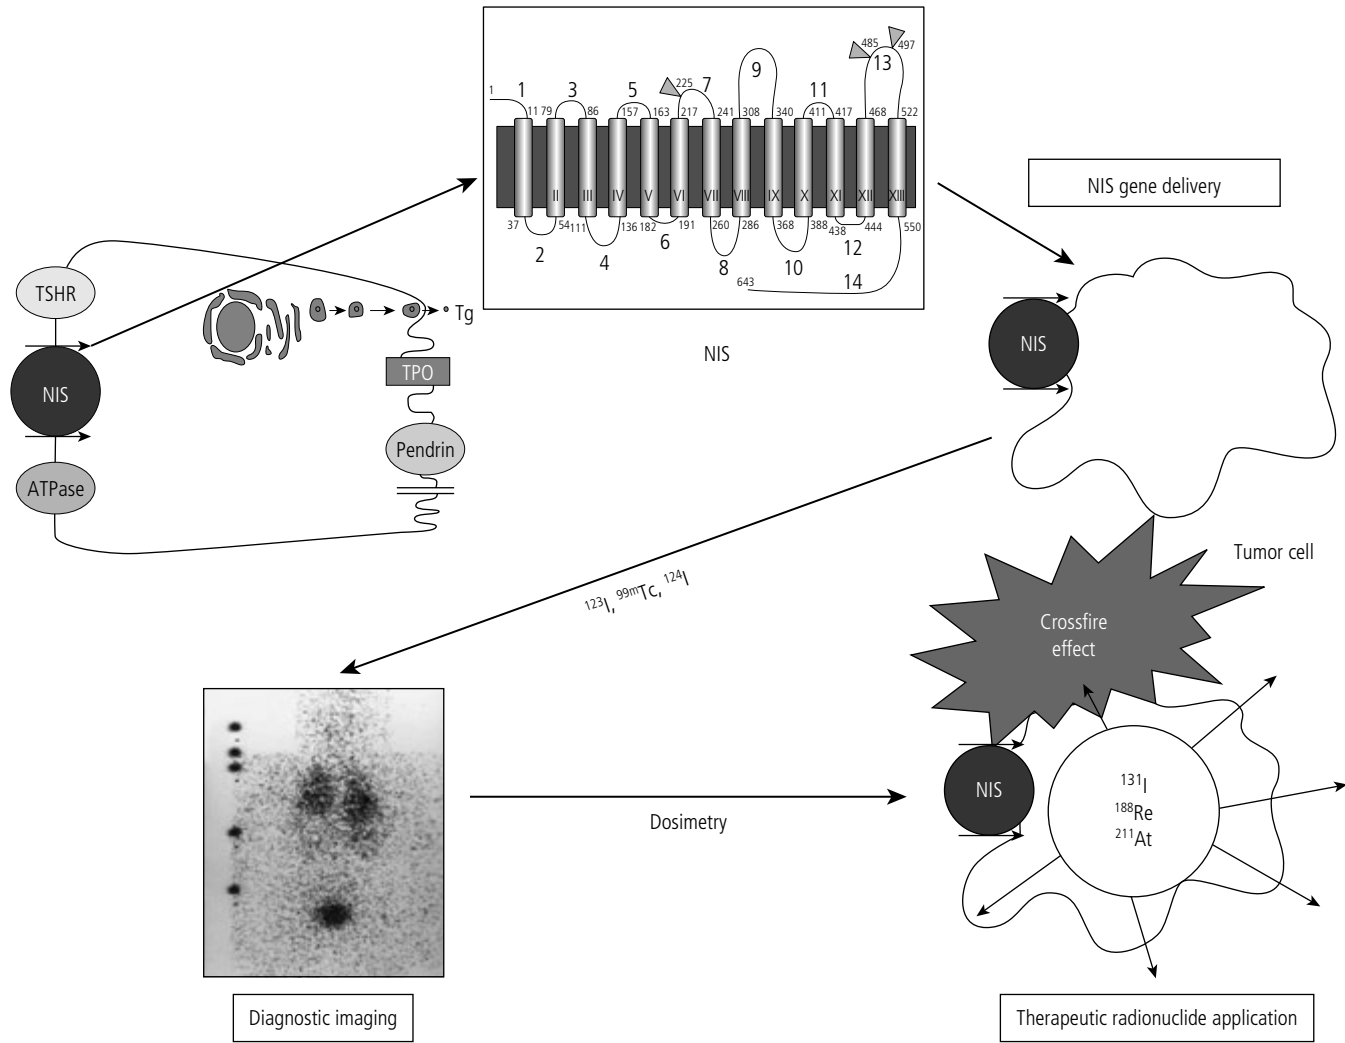 485
497
13
9
225
7
1
1
3
5
11
11 79
86
157
163
217
241
308
340
411
417
468
522
II
III
IV
V
VI
VII
VIII
IX
X
XI
XII
XIII
37
54
111
136
182
191
260
286
368
388
438
444
550
2
4
6
8
10
12
643
14
NIS
NIS gene delivery
TSHR
NIS
ATPase
Tg
TPO
Pendrin
NIS
Tumor cell
Crossfire
effect
¹²³I, ⁹⁹ᵐTc, ¹²⁴I
NIS
¹³¹I
¹⁸⁸Re
²¹¹At
Dosimetry
Diagnostic imaging
Therapeutic radionuclide application